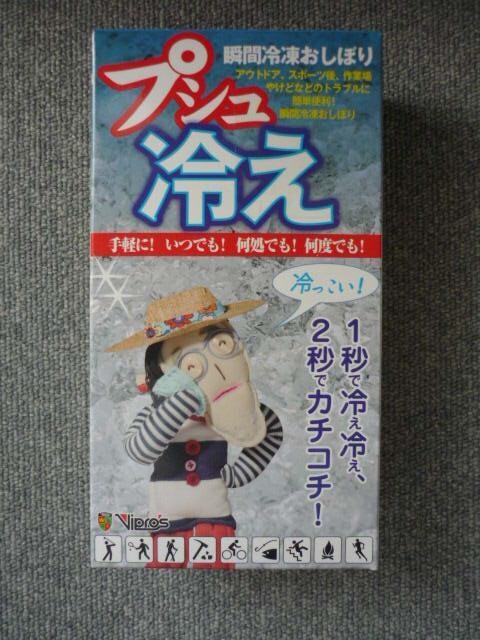 瞬間冷凍おしぼり
アウトドア、スポーツ後、作業場
やけどなどのトラブルに
簡単便利!
瞬間冷凍おしぼり
プシュ
冷え
手軽に! いつでも! 何処でも! 何度でも!
冷っこい!
1秒で冷え冷え、
2秒でカチコチ!
Vipro's